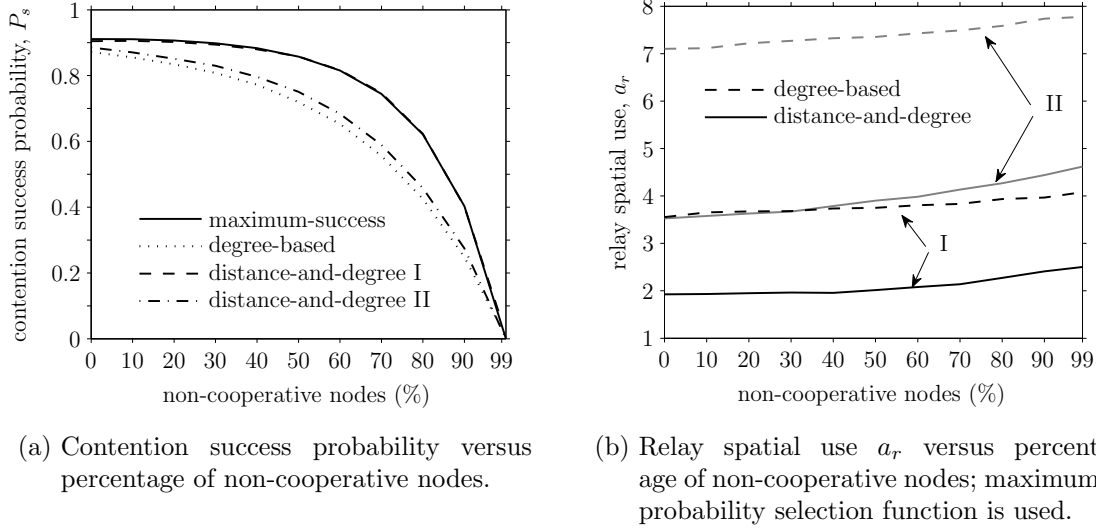 contention success probability, P_s
1
0.8
0.6
0.4
0.2
0
maximum-success
degree-based
distance-and-degree I
distance-and-degree II
0 10 20 30 40 50 60 70 80 90 99
non-cooperative nodes (%)
(a) Contention success probability versus
percentage of non-cooperative nodes.
relay spatial use, a_r
8
7
6
5
4
3
2
1
degree-based
distance-and-degree
II
I
0 10 20 30 40 50 60 70 80 90 99
non-cooperative nodes (%)
(b) Relay spatial use a_r versus percent
age of non-cooperative nodes; maximum
probability selection function is used.